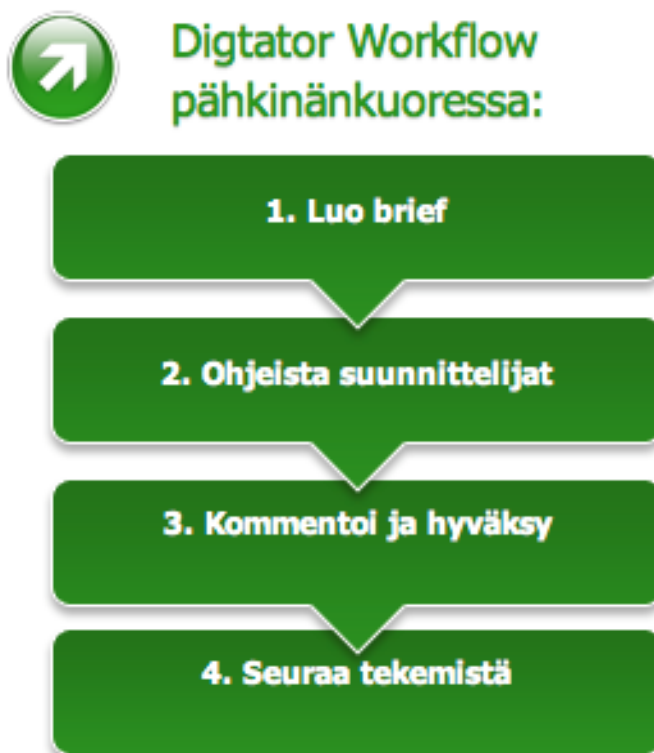 Digtator Workflow
pähkinänkuoressa:
1. Luo brief
2. Ohjeista suunnittelijat
3. Kommentoi ja hyväksy
4. Seuraa tekemistä